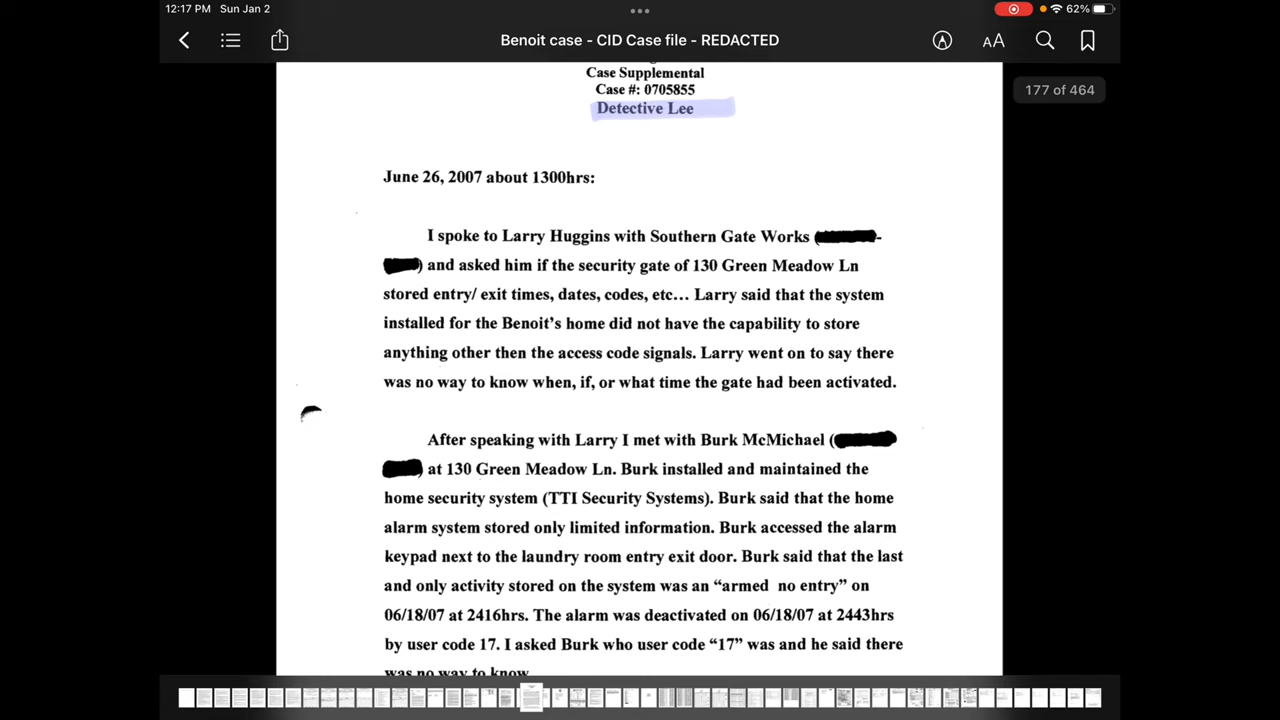 12:17 PM Sun Jan 2
62%
Benoit case - CID Case file - REDACTED
AA
177 of 464
Case Supplemental
Case #: 0705855
Detective Lee
June 26, 2007 about 1300hrs:
I spoke to Larry Huggins with Southern Gate Works (
-
) and asked him if the security gate of 130 Green Meadow Ln
stored entry/ exit times, dates, codes, etc... Larry said that the system
installed for the Benoit's home did not have the capability to store
anything other then the access code signals. Larry went on to say there
was no way to know when, if, or what time the gate had been activated.
After speaking with Larry I met with Burk McMichael (
) at 130 Green Meadow Ln. Burk installed and maintained the
home security system (TTI Security Systems). Burk said that the home
alarm system stored only limited information. Burk accessed the alarm
keypad next to the laundry room entry exit door. Burk said that the last
and only activity stored on the system was an “armed no entry” on
06/18/07 at 2416hrs. The alarm was deactivated on 06/18/07 at 2443hrs
by user code 17. I asked Burk who user code “17” was and he said there
was no way to know.